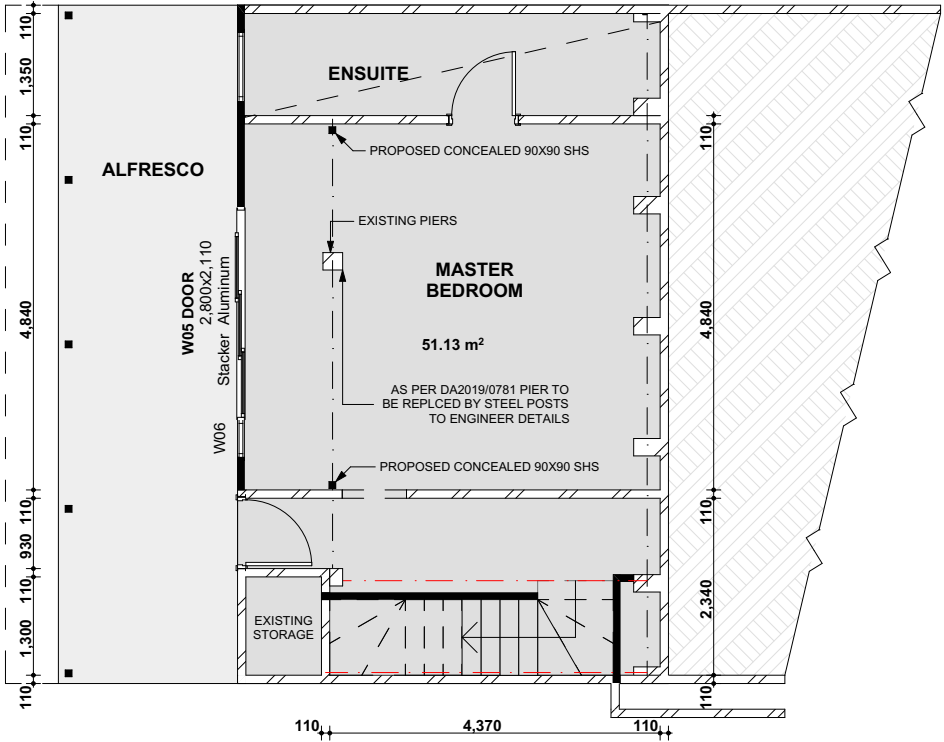 110
1,350
110
4,840
110
930
110
1,300
110
ENSUITE
ALFRESCO
PROPOSED CONCEALED 90X90 SHS
EXISTING PIERS
MASTER
BEDROOM
51.13 m²
W05 DOOR
2,800x2,110
Stacker Aluminum
W06
AS PER DA2019/0781 PIER TO
BE REPLCED BY STEEL POSTS
TO ENGINEER DETAILS
PROPOSED CONCEALED 90X90 SHS
EXISTING
STORAGE
110
4,840
110
2,340
110
110
4,370
110